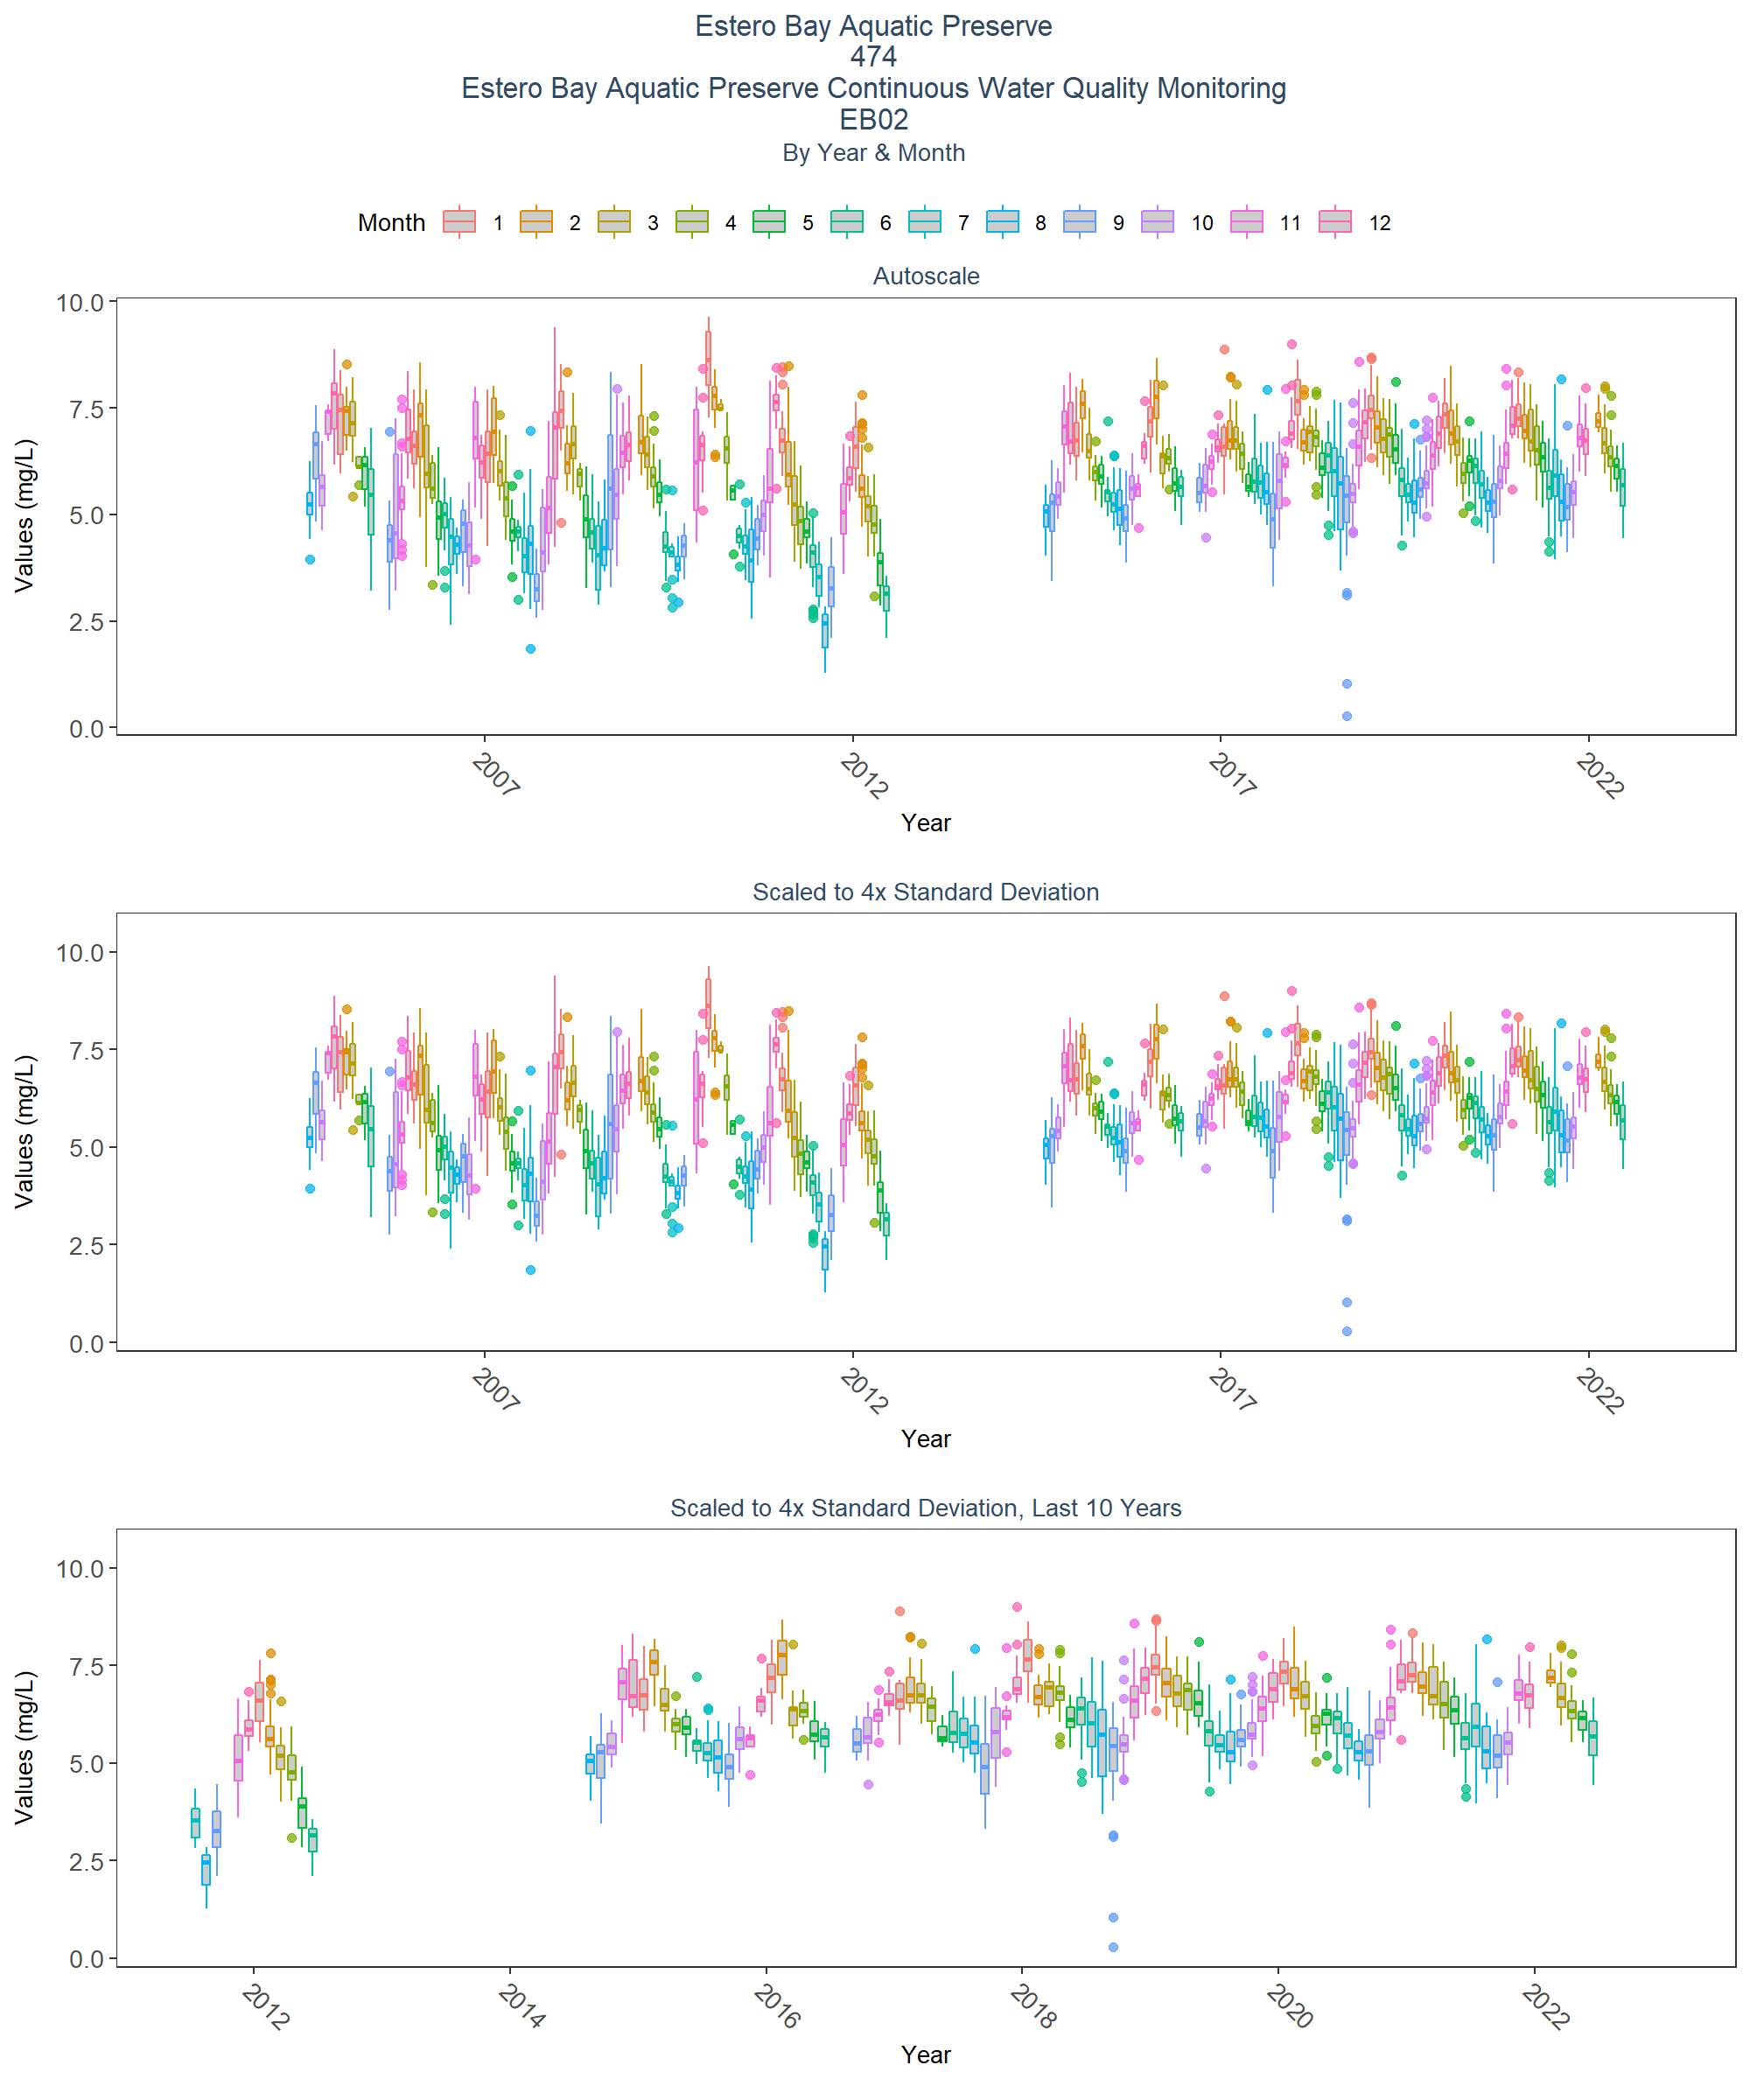 Estero Bay Aquatic Preserve
474
Estero Bay Aquatic Preserve Continuous Water Quality Monitoring
EB02
By Year & Month
Month 1 2 3 4 5 6 7 8 9 10 11 12
Autoscale
10.0
7.5
5.0
2.5
0.0
Values (mg/L)
2007 2012 2017 2022
Year
Scaled to 4x Standard Deviation
10.0
7.5
5.0
2.5
0.0
Values (mg/L)
2007 2012 2017 2022
Year
Scaled to 4x Standard Deviation, Last 10 Years
10.0
7.5
5.0
2.5
0.0
Values (mg/L)
2012 2014 2016 2018 2020 2022
Year